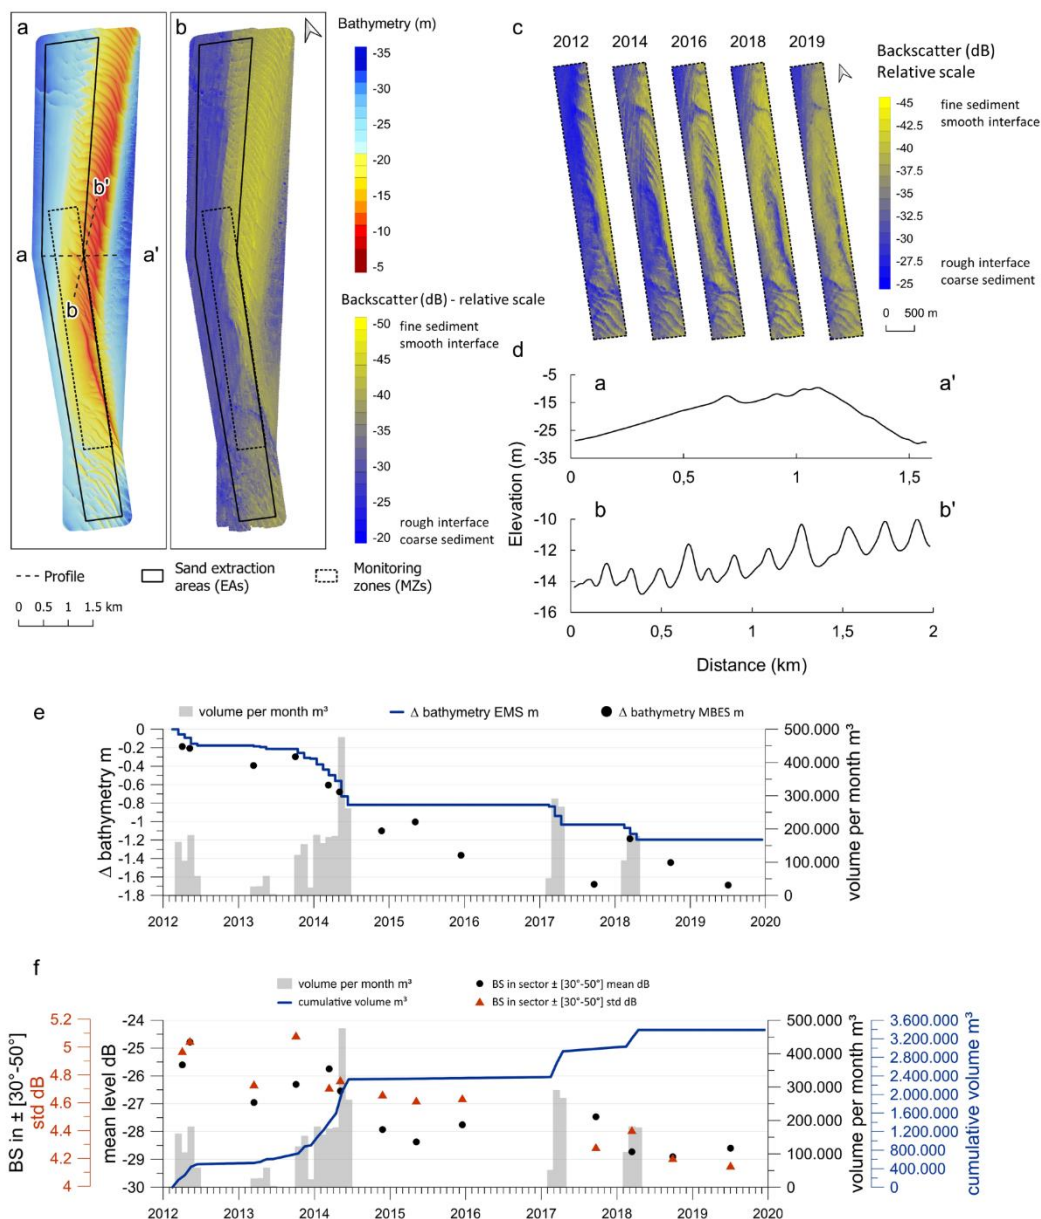 a
b
Bathymetry (m)
-35
-30
-25
-20
-15
-10
-5
b'
a
a'
b
Backscatter (dB) - relative scale
-50
fine sediment
smooth interface
-45
-40
-35
-30
-25
rough interface
coarse sediment
-20
Profile
Sand extraction
areas (EAs)
Monitoring
zones (MZs)
0 0.5 1 1.5 km
c
2012 2014 2016 2018 2019
Backscatter (dB)
Relative scale
-45
fine sediment
smooth interface
-42.5
-40
-37.5
-35
-32.5
-30
-27.5
rough interface
coarse sediment
-25
0 500 m
d
Elevation (m)
-5
-15
-25
-35
a
a'
0 0,5 1 1,5
-10
-12
-14
-16
b
b'
0 0,5 1 1,5 2
Distance (km)
e
volume per month m³
Δ bathymetry EMS m
Δ bathymetry MBES m
Δ bathymetry m
0
-0.2
-0.4
-0.6
-0.8
-1
-1.2
-1.4
-1.6
-1.8
500.000
400.000
300.000
200.000
100.000
0
volume per month m³
2012 2013 2014 2015 2016 2017 2018 2019 2020
f
volume per month m³
cumulative volume m³
BS in sector ± [30°-50°] mean dB
BS in sector ± [30°-50°] std dB
BS in ± [30°-50°]
std dB
5.2
5
4.8
4.6
4.4
4.2
4
mean level dB
-24
-25
-26
-27
-28
-29
-30
500.000
400.000
300.000
200.000
100.000
0
volume per month m³
3.600.000
3.200.000
2.800.000
2.400.000
2.000.000
1.600.000
1.200.000
800.000
400.000
0
cumulative volume m³
2012 2013 2014 2015 2016 2017 2018 2019 2020